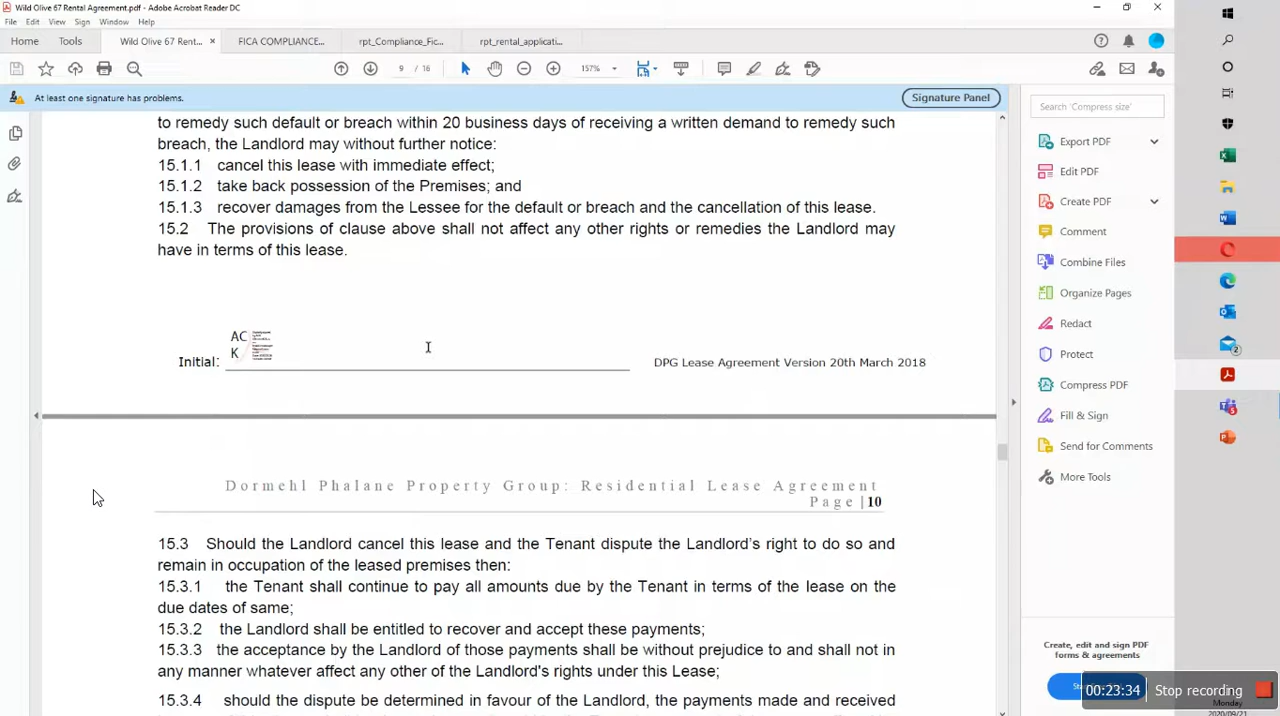 Wild Olive 67 Rental Agreement.pdf - Adobe Acrobat Reader DC
File Edit View Sign Window Help
Home Tools Wild Olive 67 Rent... × FICA COMPLIANCE... rpt_Compliance_Fic... rpt_rental_applicati...
9 / 16 157%
At least one signature has problems. Signature Panel
to remedy such default or breach within 20 business days of receiving a written demand to remedy such
breach, the Landlord may without further notice:
15.1.1 cancel this lease with immediate effect;
15.1.2 take back possession of the Premises; and
15.1.3 recover damages from the Lessee for the default or breach and the cancellation of this lease.
15.2 The provisions of clause above shall not affect any other rights or remedies the Landlord may
have in terms of this lease.
AC
K
Initial: DPG Lease Agreement Version 20th March 2018
Dormehl Phalane Property Group: Residential Lease Agreement
Page | 10
15.3 Should the Landlord cancel this lease and the Tenant dispute the Landlord's right to do so and
remain in occupation of the leased premises then:
15.3.1 the Tenant shall continue to pay all amounts due by the Tenant in terms of the lease on the
due dates of same;
15.3.2 the Landlord shall be entitled to recover and accept these payments;
15.3.3 the acceptance by the Landlord of those payments shall be without prejudice to and shall not in
any manner whatever affect any other of the Landlord's rights under this Lease;
15.3.4 should the dispute be determined in favour of the Landlord, the payments made and received
Search 'Compress size'
Export PDF
Edit PDF
Create PDF
Comment
Combine Files
Organize Pages
Redact
Protect
Compress PDF
Fill & Sign
Send for Comments
More Tools
Create, edit and sign PDF
forms & agreements
00:23:34 Stop recording
Monday
2020/09/21